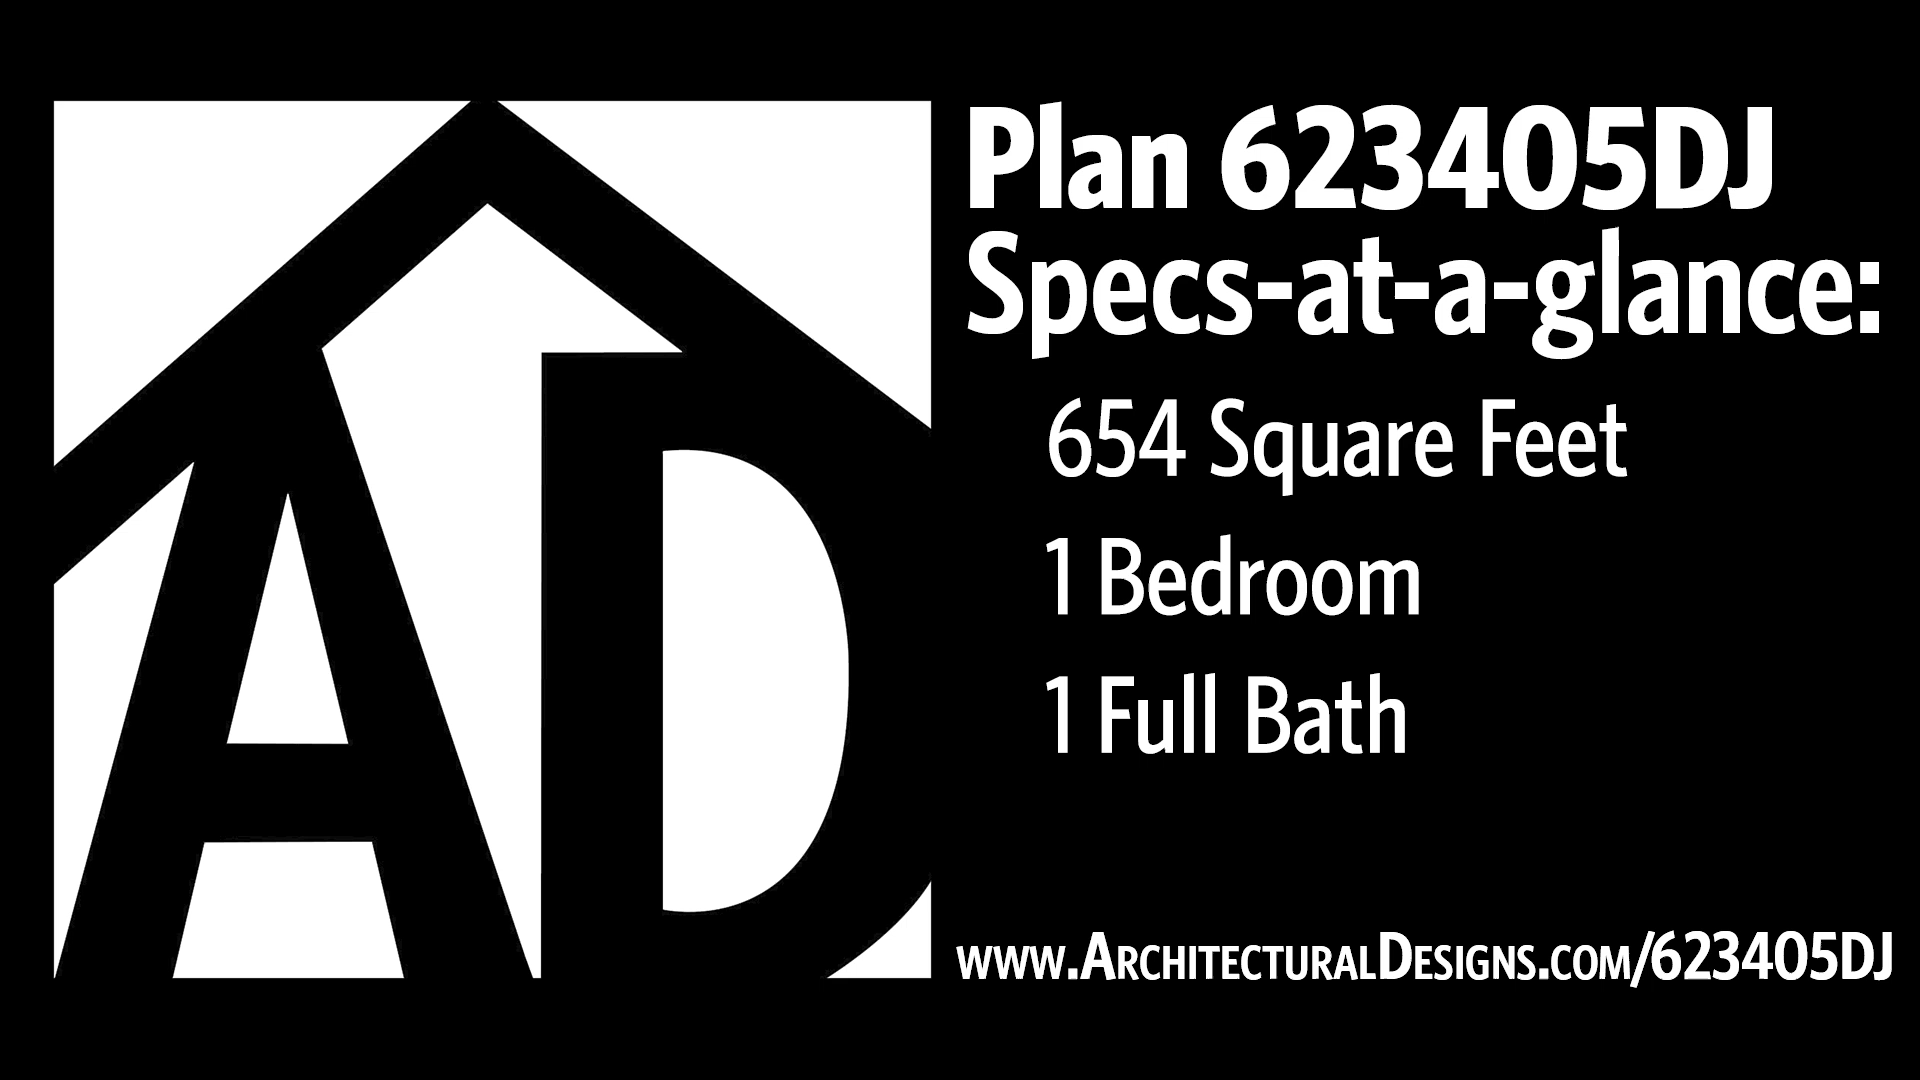 AD
Plan 623405DJ
Specs-at-a-glance:
654 Square Feet
1 Bedroom
1 Full Bath
www.ArchitecturalDesigns.com/623405DJ